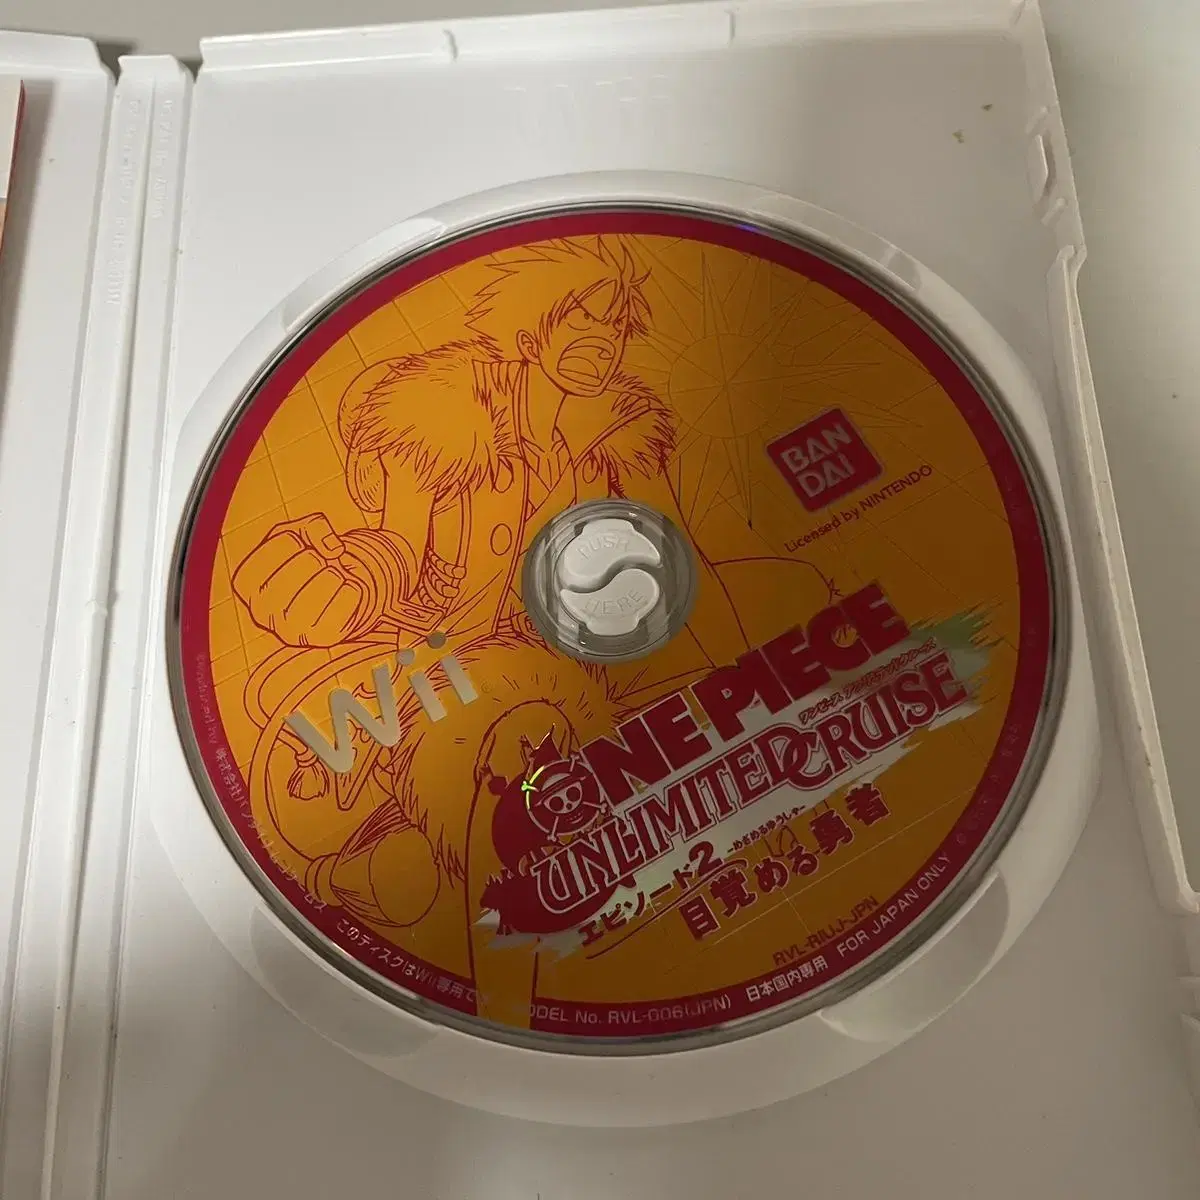 BAN
DAI
Licensed by NINTENDO
PUSH
HERE
Wii
ONE PIECE
ワンピース アンリミテッドクルーズ
UNLIMITED CRUISE
エピソード2
-めざめるゆうしゃ-
目覚める勇者
RVL-RIUJ-JPN
このディスクはWii専用で
MODEL No. RVL-006(JPN) 日本国内専用 FOR JAPAN ONLY